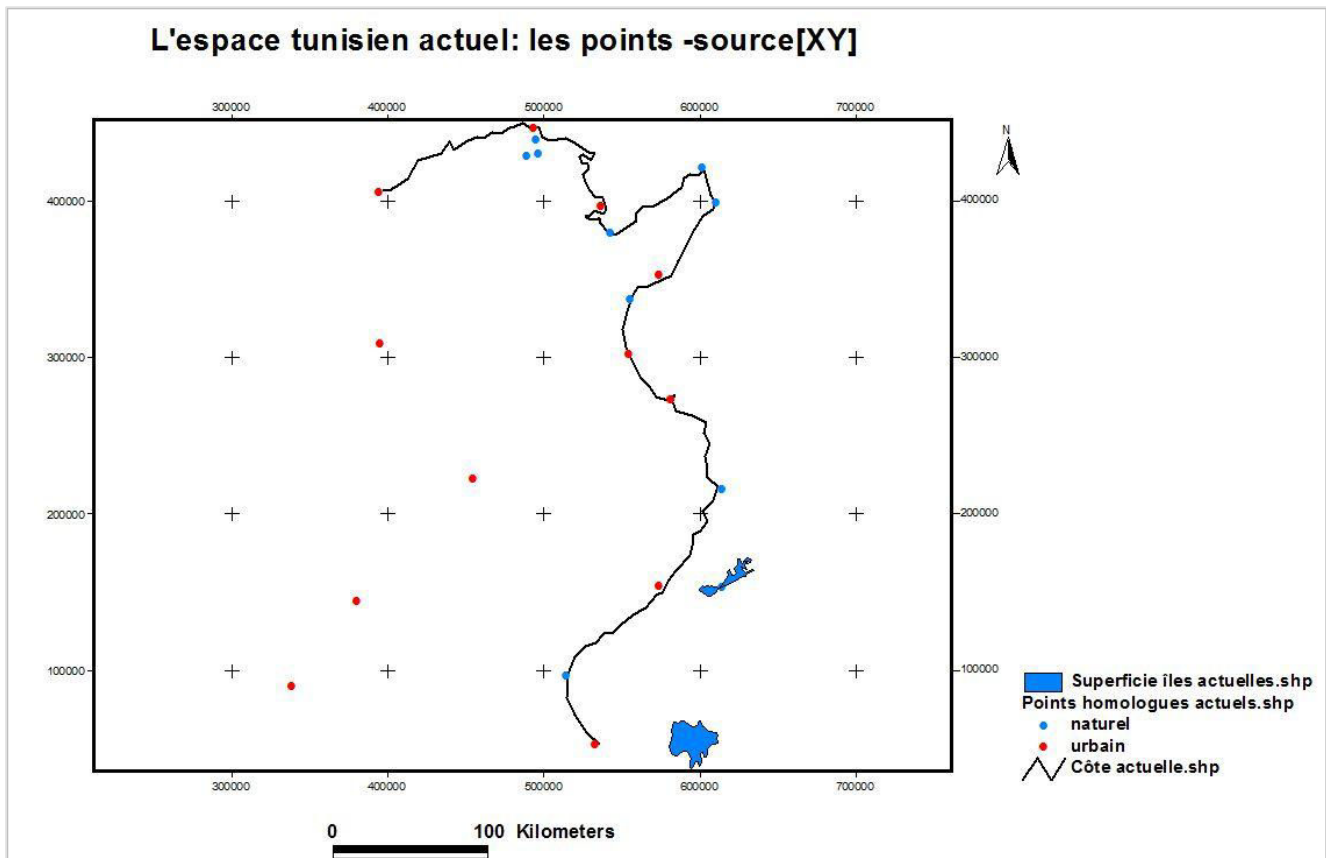 L'espace tunisien actuel: les points -source[XY]
300000 400000 500000 600000 700000
N
400000 400000
300000 300000
200000 200000
100000 100000
300000 400000 500000 600000 700000
Superficie îles actuelles.shp
Points homologues actuels.shp
naturel
urbain
Côte actuelle.shp
0 100 Kilometers